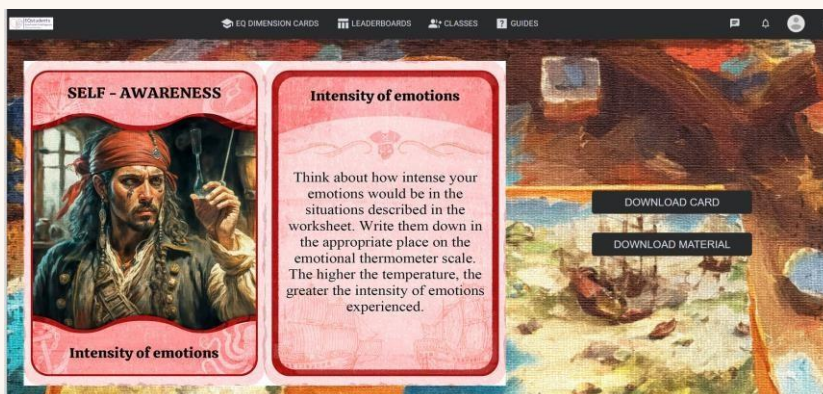 EQ DIMENSION CARDS
LEADERBOARDS
CLASSES
GUIDES
SELF - AWARENESS
Intensity of emotions
Intensity of emotions
Think about how intense your
emotions would be in the
situations described in the
worksheet. Write them down in
the appropriate place on the
emotional thermometer scale.
The higher the temperature, the
greater the intensity of emotions
experienced.
DOWNLOAD CARD
DOWNLOAD MATERIAL